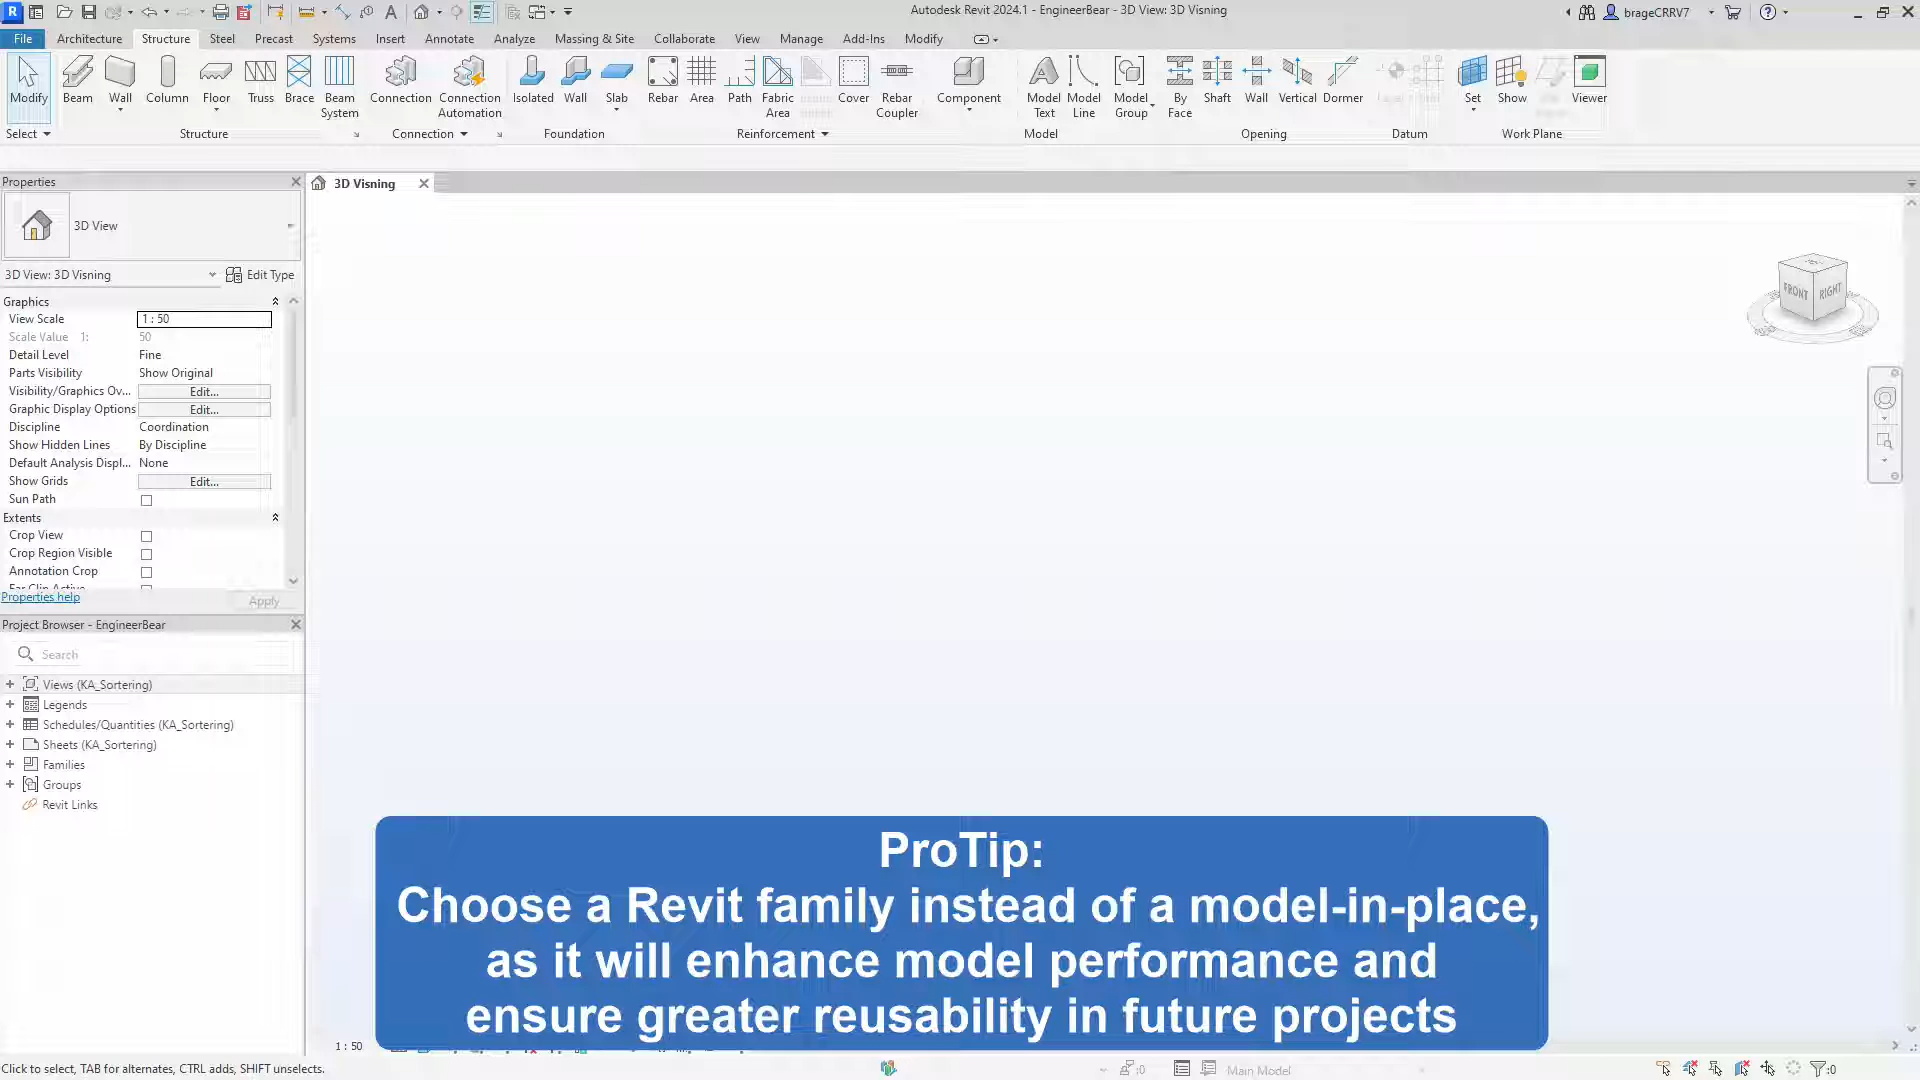 Autodesk Revit 2024.1 - EngineerBear - 3D View: 3D Visning
brageCRRV7
File Architecture Structure Steel Precast Systems Insert Annotate Analyze Massing & Site Collaborate View Manage Add-Ins Modify
Modify Beam Wall Column Floor Truss Brace Beam System Connection Connection Automation Isolated Wall Slab Rebar Area Path Fabric Area Cover Rebar Coupler Component Model Text Model Line Model Group By Face Shaft Wall Vertical Dormer Set Show Viewer
Select Structure Connection Foundation Reinforcement Model Opening Datum Work Plane
Properties
3D Visning
3D View
3D View: 3D Visning Edit Type
Graphics
View Scale 1 : 50
Scale Value 1: 50
Detail Level Fine
Parts Visibility Show Original
Visibility/Graphics Ov... Edit...
Graphic Display Options Edit...
Discipline Coordination
Show Hidden Lines By Discipline
Default Analysis Displ... None
Show Grids Edit...
Sun Path
Extents
Crop View
Crop Region Visible
Annotation Crop
Far Clip Active
Properties help Apply
FRONT RIGHT
Project Browser - EngineerBear
Search
Views (KA_Sortering)
Legends
Schedules/Quantities (KA_Sortering)
Sheets (KA_Sortering)
Families
Groups
Revit Links
ProTip:
Choose a Revit family instead of a model-in-place,
as it will enhance model performance and
ensure greater reusability in future projects
1 : 50
Click to select, TAB for alternates, CTRL adds, SHIFT unselects.
:0 Main Model :0